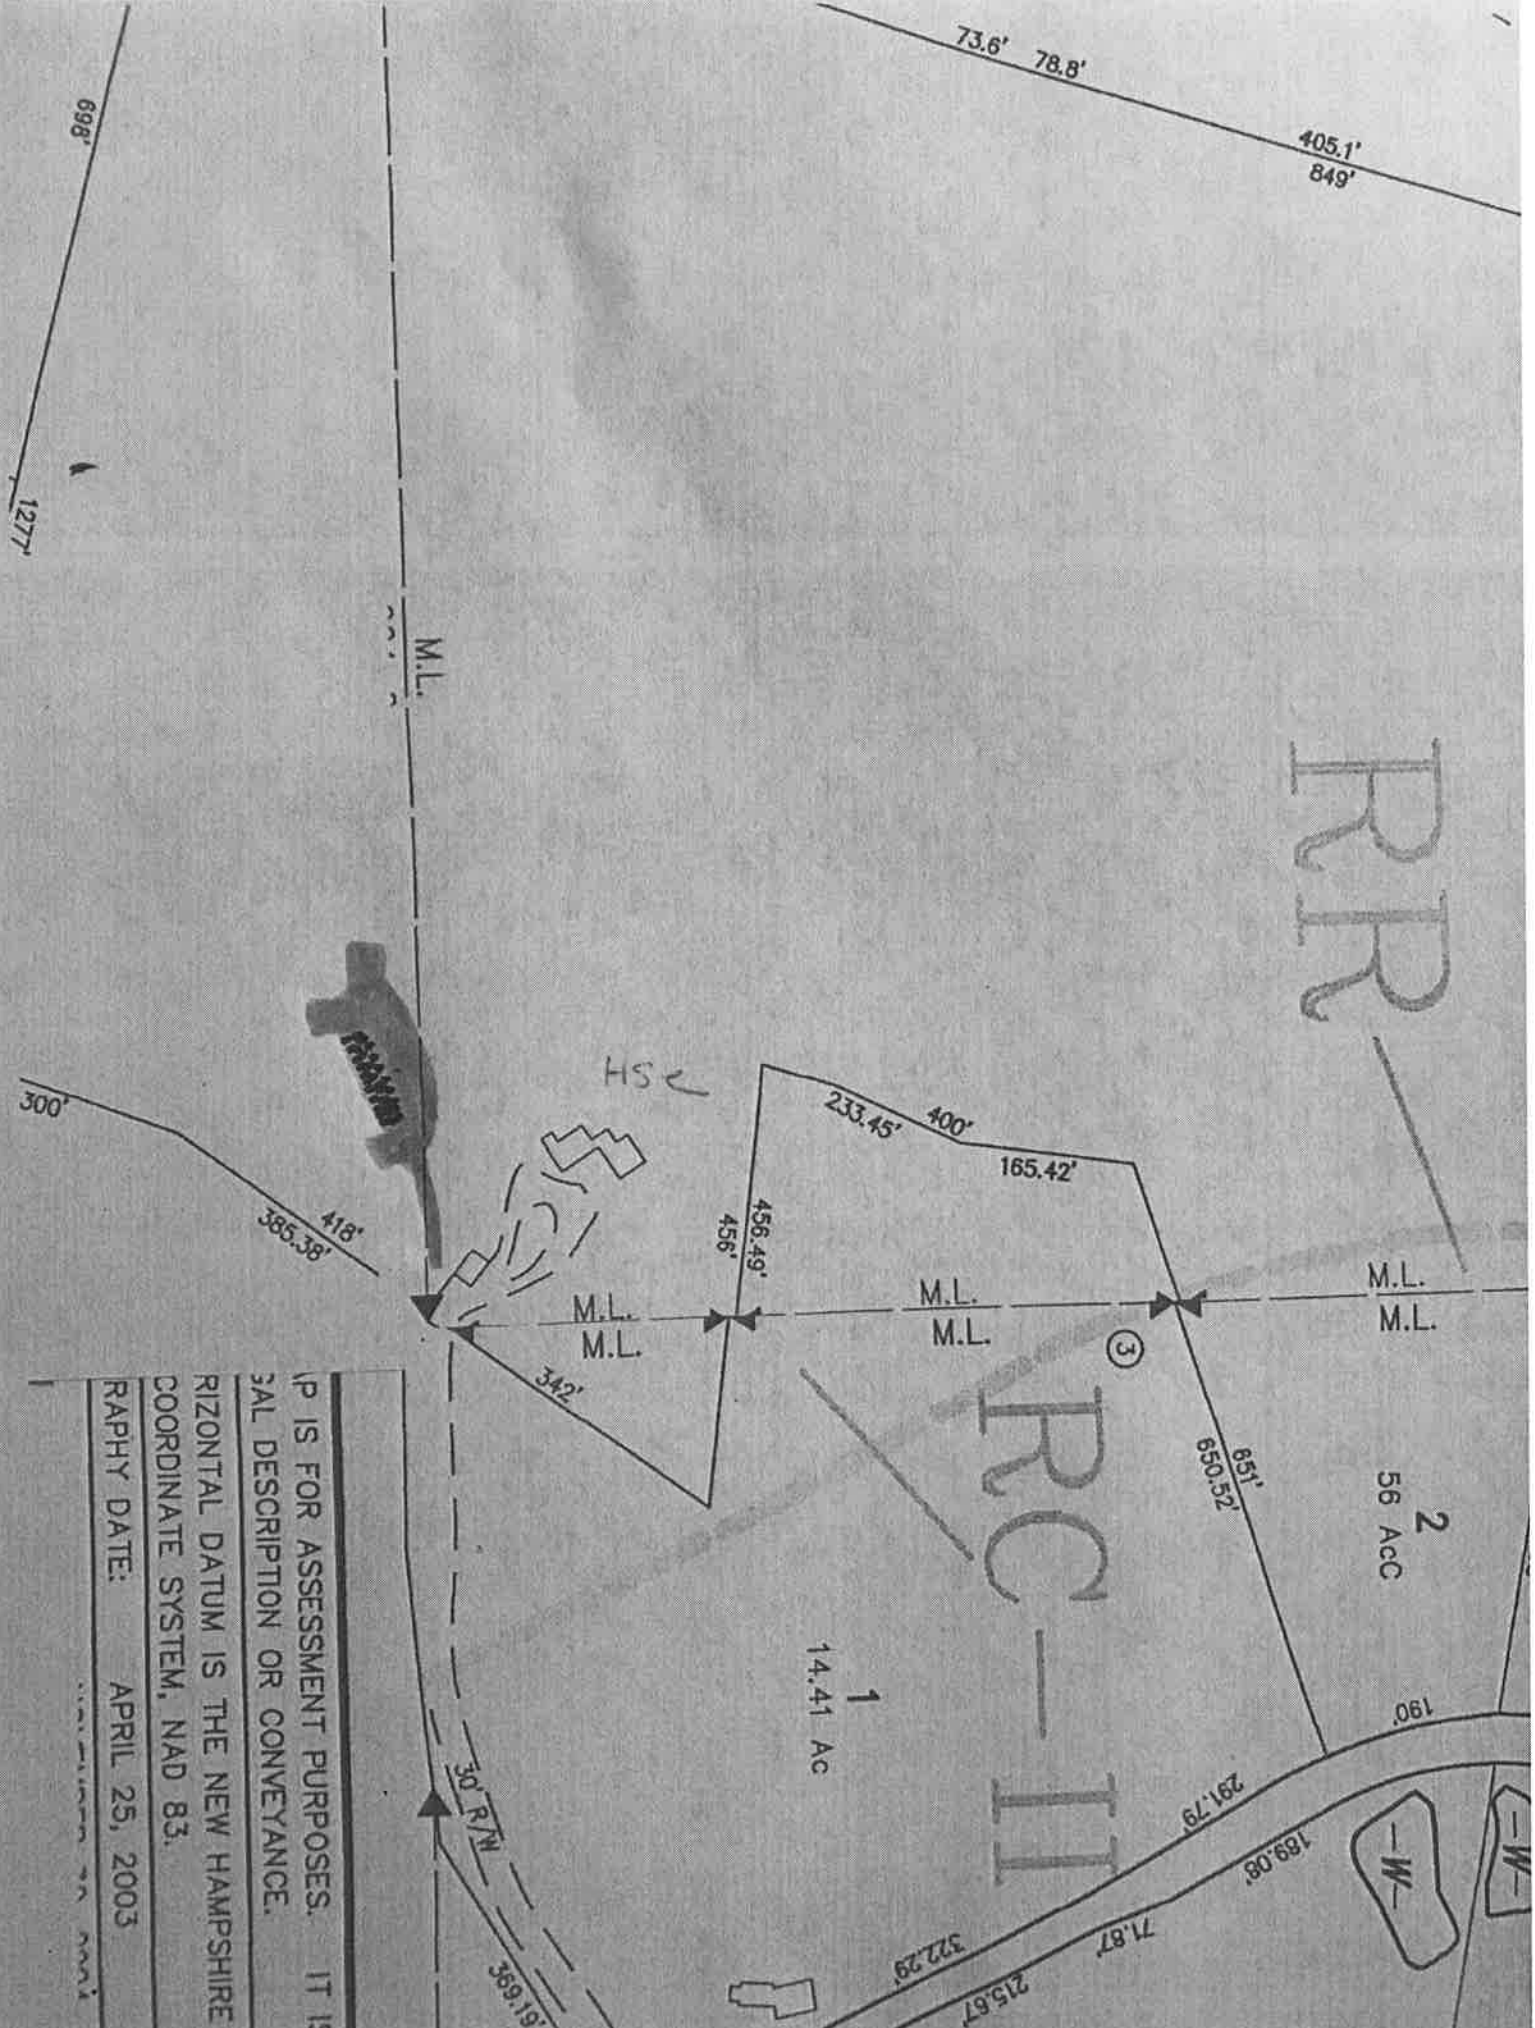 73.6'
78.8'
405.1'
849'
698'
1277'
M.L.
RR
HSe
300'
418'
385.38'
233.45'
400'
165.42'
456.49'
456'
M.L.
M.L.
M.L.
M.L.
M.L.
M.L.
3
342'
651'
650.52'
2
56 AcC
RC-II
1
14.41 Ac
190'
291.79'
189.08'
322.29'
71.87'
215.67'
-W-
-W-
30' R/W
369.19'
P IS FOR ASSESSMENT PURPOSES. IT IS
GAL DESCRIPTION OR CONVEYANCE.
RIZONTAL DATUM IS THE NEW HAMPSHIRE
COORDINATE SYSTEM, NAD 83.
RAPHY DATE: APRIL 25, 2003